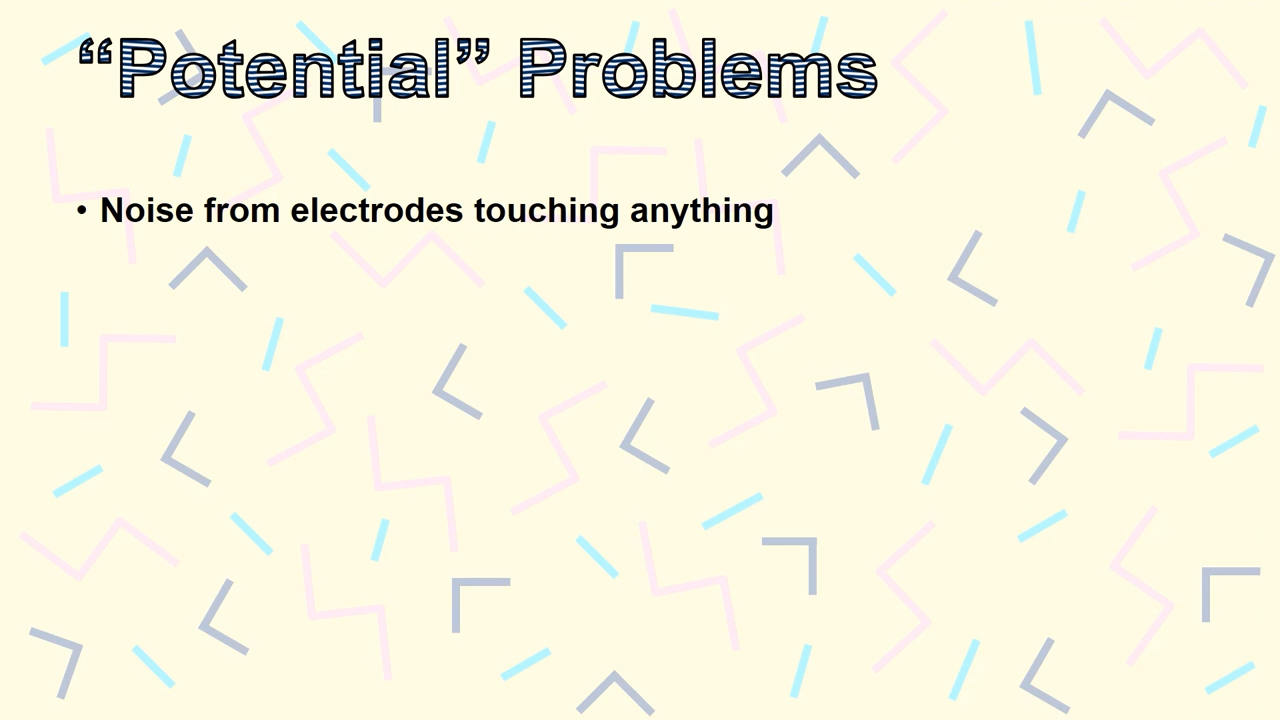 “Potential” Problems
• Noise from electrodes touching anything